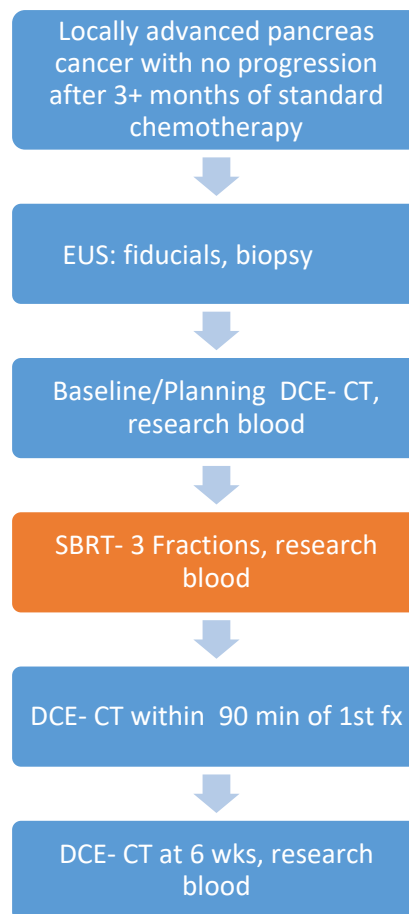 Locally advanced pancreas
cancer with no progression
after 3+ months of standard
chemotherapy
EUS: fiducials, biopsy
Baseline/Planning DCE- CT,
research blood
SBRT- 3 Fractions, research
blood
DCE- CT within 90 min of 1st fx
DCE- CT at 6 wks, research
blood